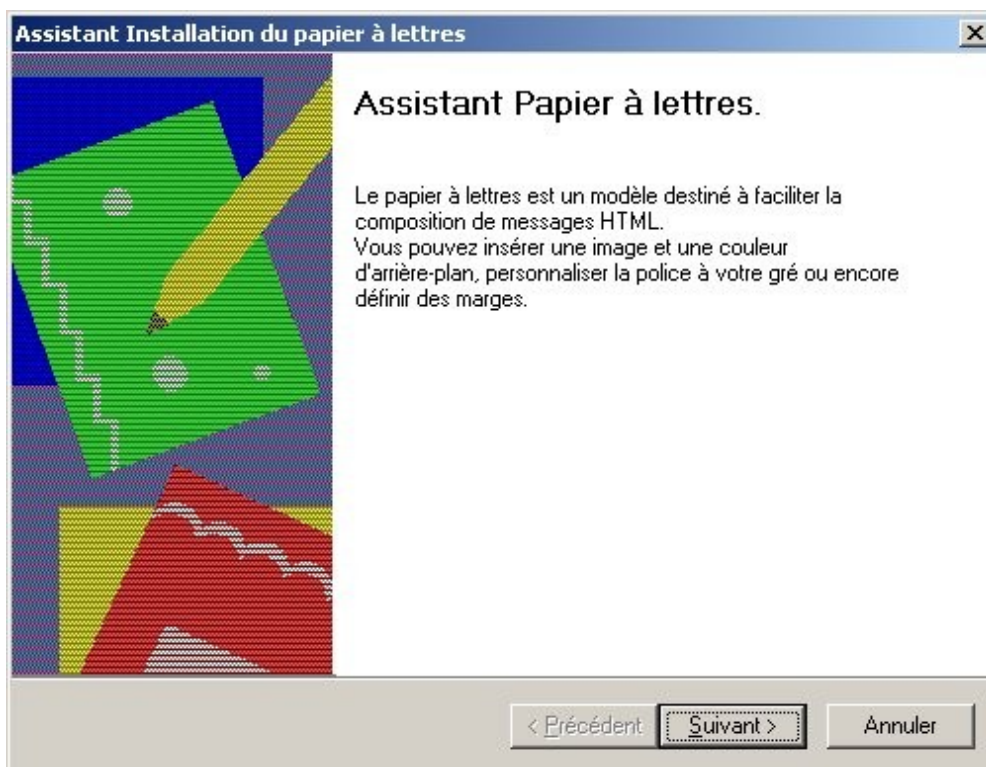 Assistant Installation du papier à lettres
Assistant Papier à lettres.
Le papier à lettres est un modèle destiné à faciliter la
composition de messages HTML.
Vous pouvez insérer une image et une couleur
d'arrière-plan, personnaliser la police à votre gré ou encore
définir des marges.
< Précédent
Suivant >
Annuler